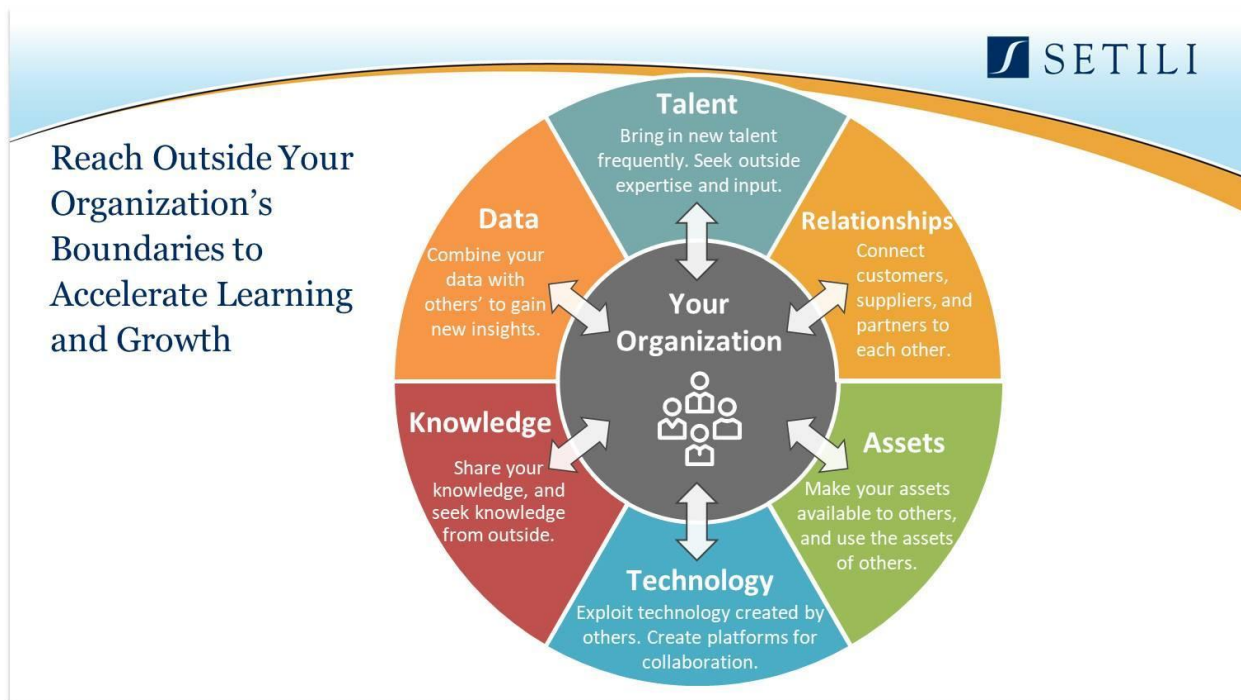 SETILI
Reach Outside Your
Organization’s
Boundaries to
Accelerate Learning
and Growth
Talent
Bring in new talent
frequently. Seek outside
expertise and input.
Relationships
Connect
customers,
suppliers, and
partners to
each other.
Assets
Make your assets
available to others,
and use the assets
of others.
Technology
Exploit technology created by
others. Create platforms for
collaboration.
Knowledge
Share your
knowledge, and
seek knowledge
from outside.
Data
Combine your
data with
others’ to gain
new insights.
Your
Organization